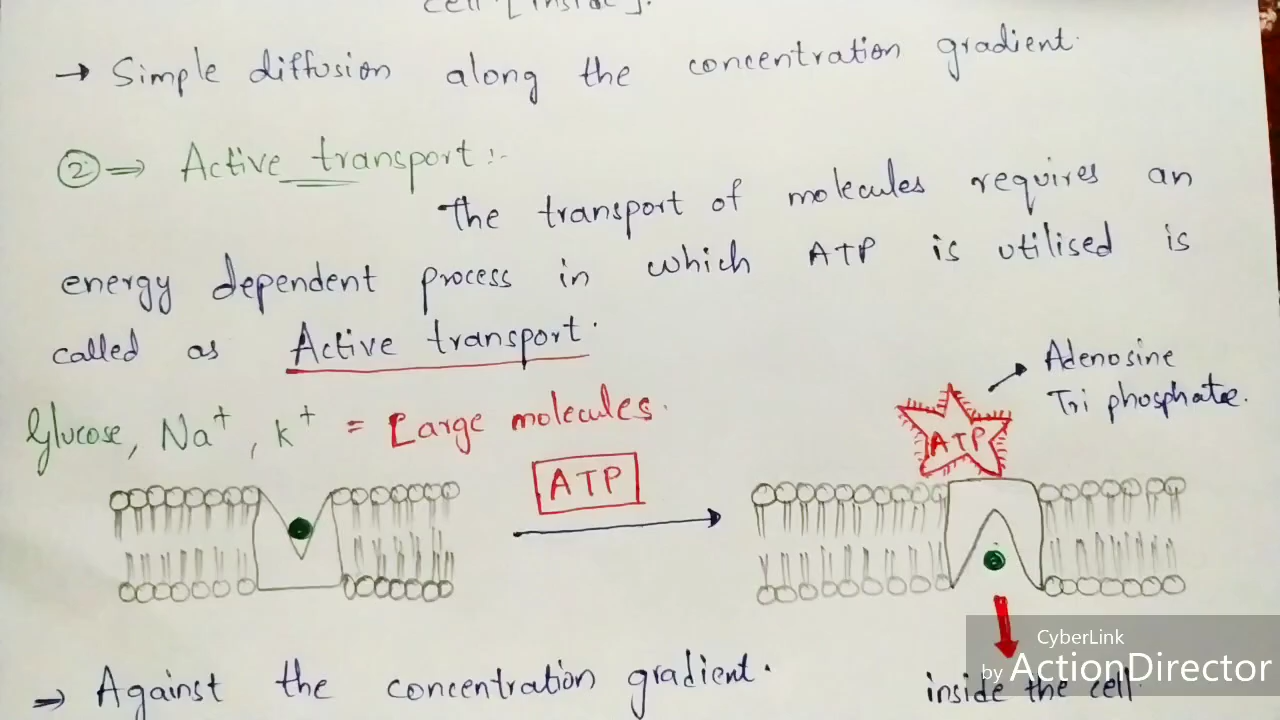 cell [inside].
→ Simple diffusion along the concentration gradient.
② ⇒ Active transport :-
The transport of molecules requires an
energy dependent process in which ATP is utilised is
called as Active transport.
Adenosine
Tri phosphate.
Glucose, Na⁺, K⁺ = Large molecules.
ATP
ATP
⇒ Against the concentration gradient.
inside the cell.
CyberLink
by ActionDirector